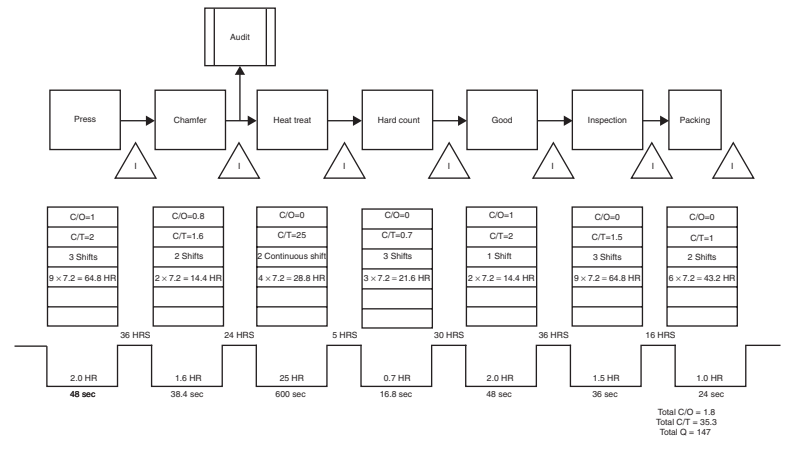 Audit
Press
Chamfer
Heat treat
Hard count
Good
Inspection
Packing
I
I
I
I
I
I
I
C/O=1
C/O=0.8
C/O=0
C/O=0
C/O=1
C/O=0
C/O=0
C/T=2
C/T=1.6
C/T=25
C/T=0.7
C/T=2
C/T=1.5
C/T=1
3 Shifts
2 Shifts
2 Continuous shift
3 Shifts
1 Shift
3 Shifts
2 Shifts
9 × 7.2 = 64.8 HR
2 × 7.2 = 14.4 HR
4 × 7.2 = 28.8 HR
3 × 7.2 = 21.6 HR
2 × 7.2 = 14.4 HR
9 × 7.2 = 64.8 HR
6 × 7.2 = 43.2 HR
36 HRS
24 HRS
5 HRS
30 HRS
36 HRS
16 HRS
2.0 HR
1.6 HR
25 HR
0.7 HR
2.0 HR
1.5 HR
1.0 HR
48 sec
38.4 sec
600 sec
16.8 sec
48 sec
36 sec
24 sec
Total C/O = 1.8
Total C/T = 35.3
Total Q = 147